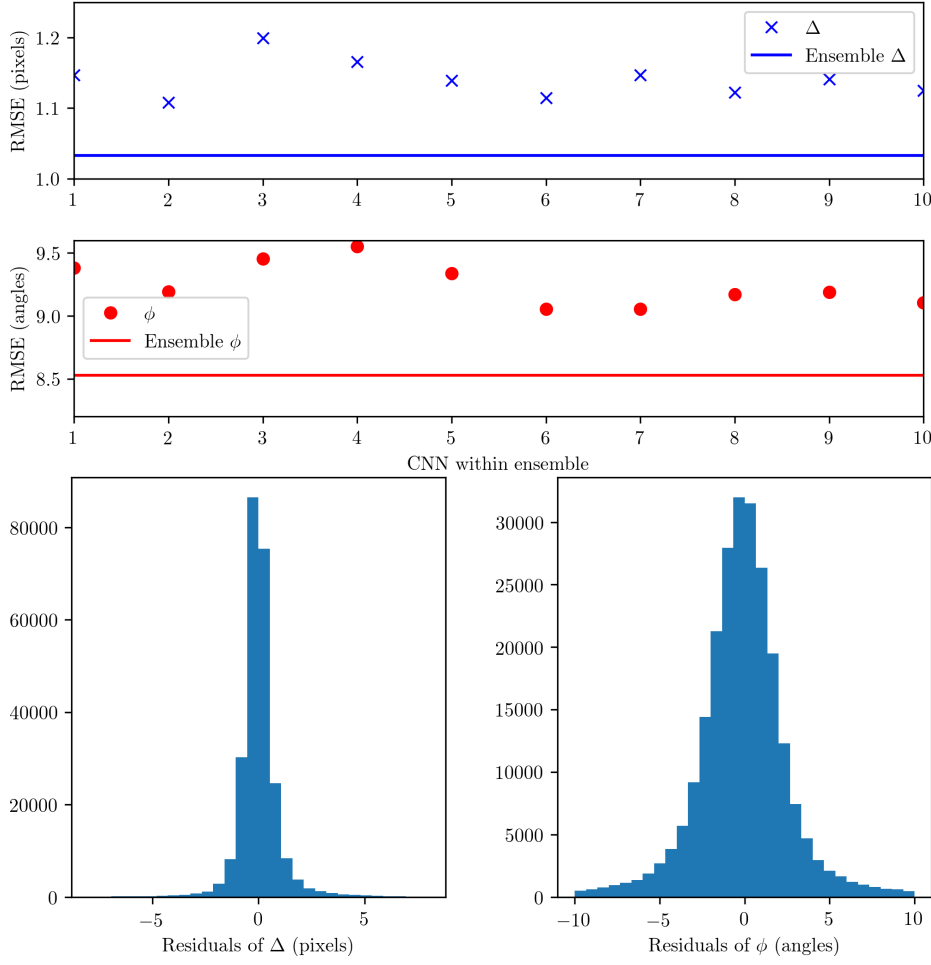 RMSE (pixels)
1.2
1.1
1.0
Δ
Ensemble Δ
1 2 3 4 5 6 7 8 9 10
RMSE (angles)
9.5
9.0
8.5
ϕ
Ensemble ϕ
1 2 3 4 5 6 7 8 9 10
CNN within ensemble
80000
60000
40000
20000
0
−5 0 5
Residuals of Δ (pixels)
30000
25000
20000
15000
10000
5000
0
−10 −5 0 5 10
Residuals of ϕ (angles)